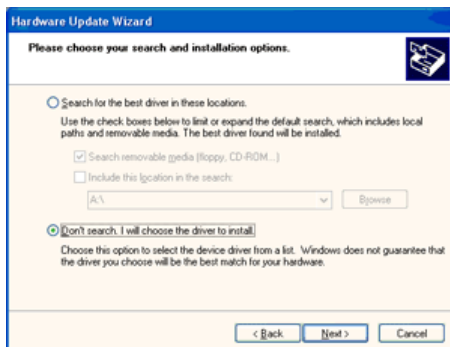 Hardware Update Wizard
Please choose your search and installation options.
Search for the best driver in these locations.
Use the check boxes below to limit or expand the default search, which includes local
paths and removable media. The best driver found will be installed.
Search removable media (floppy, CD-ROM...)
Include this location in the search:
A:\
Browse
Don't search. I will choose the driver to install.
Choose this option to select the device driver from a list. Windows does not guarantee that
the driver you choose will be the best match for your hardware.
< Back Next > Cancel